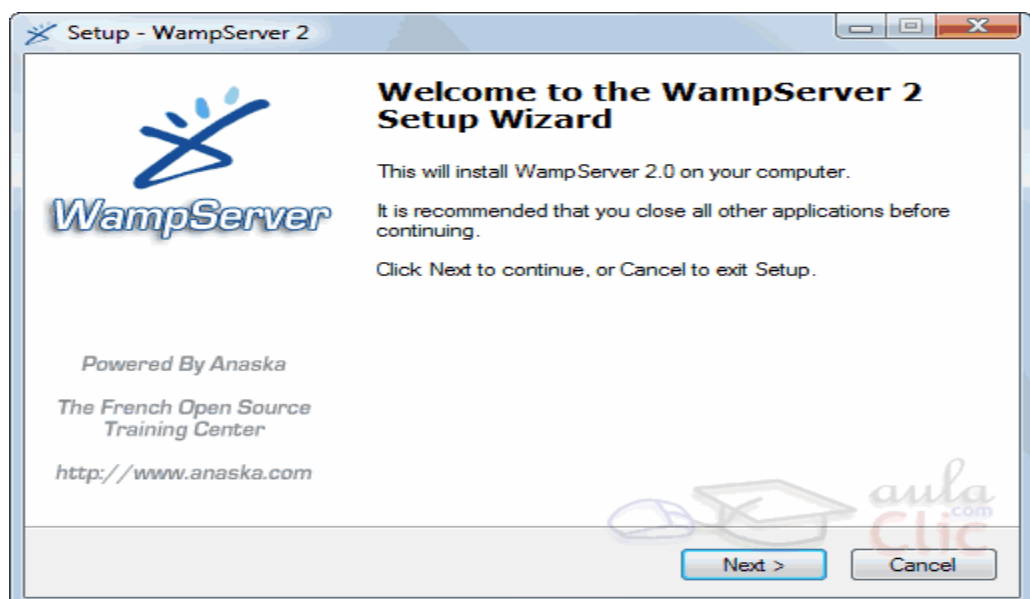 Setup - WampServer 2
Welcome to the WampServer 2
Setup Wizard
This will install WampServer 2.0 on your computer.
It is recommended that you close all other applications before
continuing.
Click Next to continue, or Cancel to exit Setup.
WampServer
Powered By Anaska
The French Open Source
Training Center
http://www.anaska.com
aula
.com
Clic
Next >
Cancel